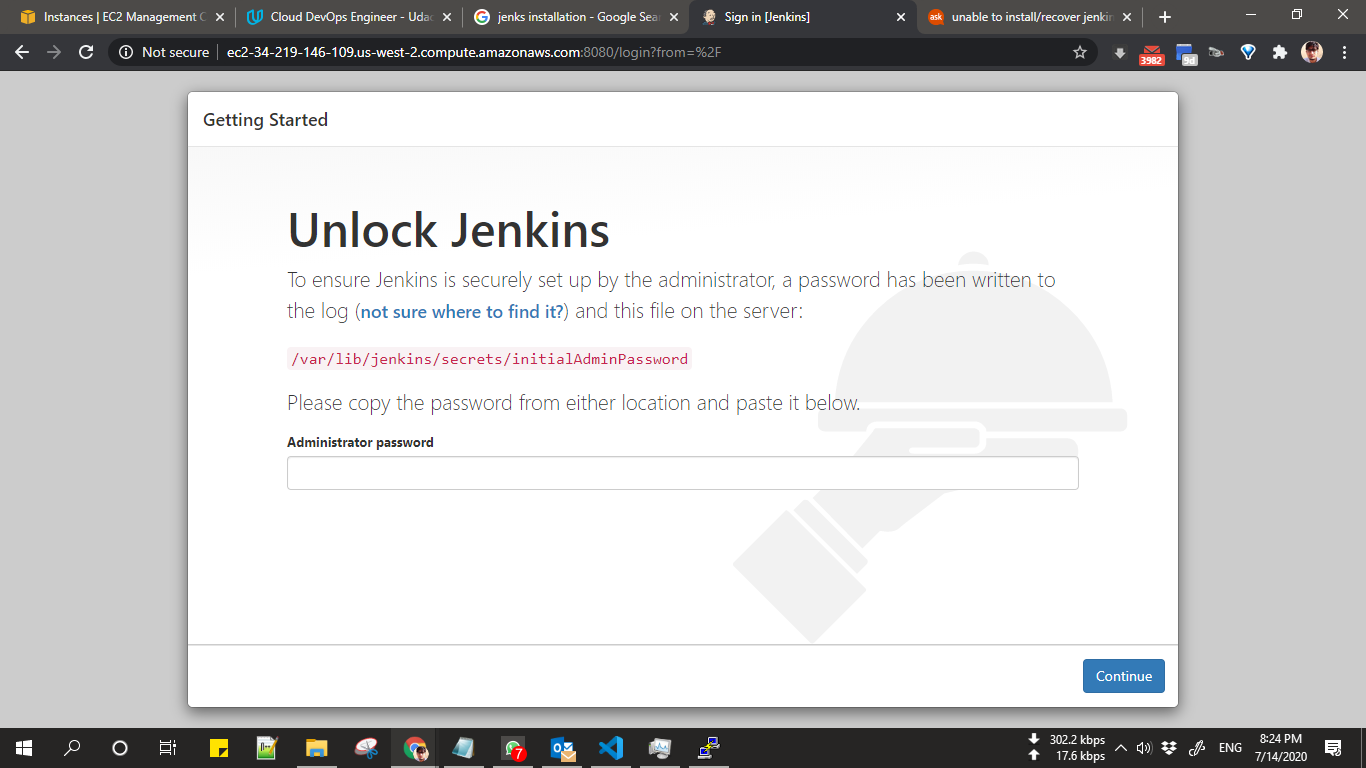 Instances | EC2 Management C
Cloud DevOps Engineer - Udac
jenks installation - Google Sear
Sign in [Jenkins]
ask
unable to install/recover jenkin
Not secure
ec2-34-219-146-109.us-west-2.compute.amazonaws.com:8080/login?from=%2F
3982
9d
Getting Started
Unlock Jenkins
To ensure Jenkins is securely set up by the administrator, a password has been written to
the log (not sure where to find it?) and this file on the server:
/var/lib/jenkins/secrets/initialAdminPassword
Please copy the password from either location and paste it below.
Administrator password
Continue
7
302.2 kbps
17.6 kbps
ENG
8:24 PM
7/14/2020